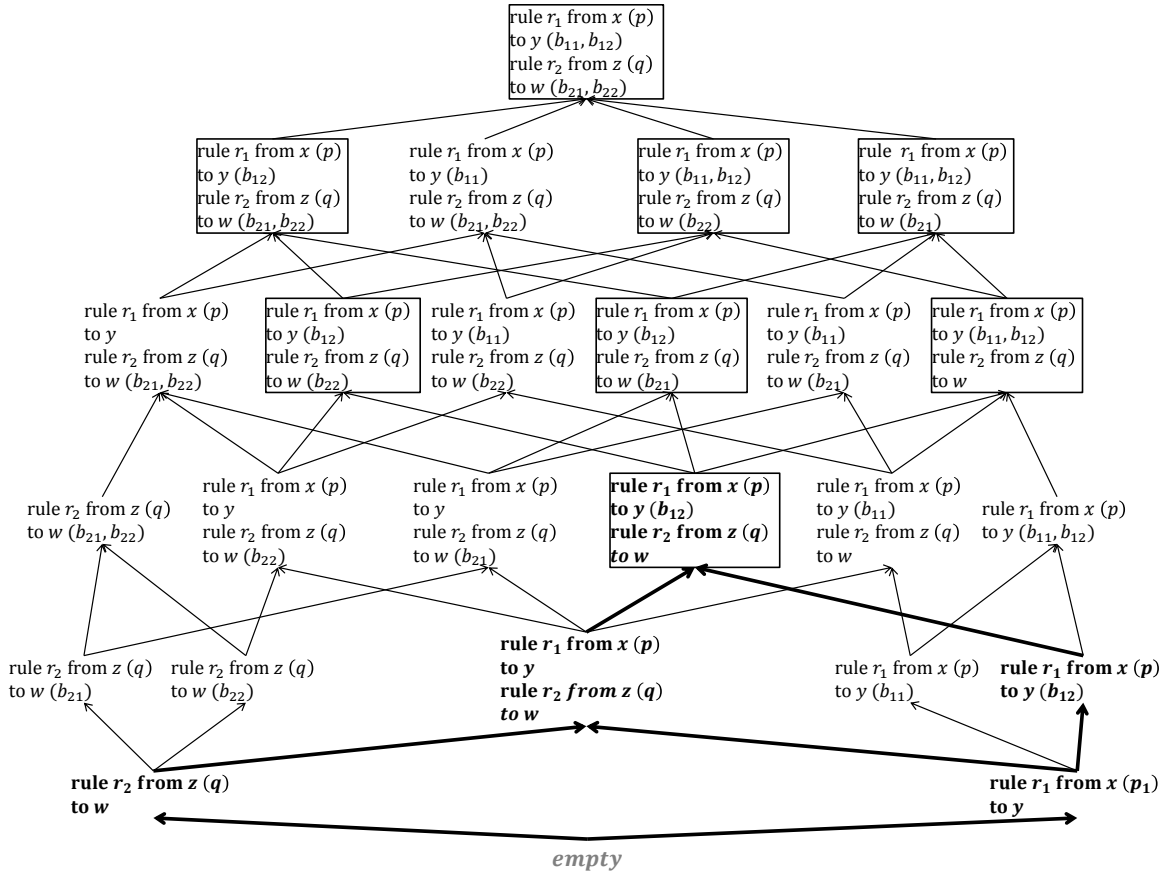 rule r₁ from x (p)
to y (b₁₁, b₁₂)
rule r₂ from z (q)
to w (b₂₁, b₂₂)
rule r₁ from x (p)
to y (b₁₂)
rule r₂ from z (q)
to w (b₂₁, b₂₂)
rule r₁ from x (p)
to y (b₁₁)
rule r₂ from z (q)
to w (b₂₁, b₂₂)
rule r₁ from x (p)
to y (b₁₁, b₁₂)
rule r₂ from z (q)
to w (b₂₂)
rule r₁ from x (p)
to y (b₁₁, b₁₂)
rule r₂ from z (q)
to w (b₂₁)
rule r₁ from x (p)
to y
rule r₂ from z (q)
to w (b₂₁, b₂₂)
rule r₁ from x (p)
to y (b₁₂)
rule r₂ from z (q)
to w (b₂₂)
rule r₁ from x (p)
to y (b₁₁)
rule r₂ from z (q)
to w (b₂₂)
rule r₁ from x (p)
to y (b₁₂)
rule r₂ from z (q)
to w (b₂₁)
rule r₁ from x (p)
to y (b₁₁)
rule r₂ from z (q)
to w (b₂₁)
rule r₁ from x (p)
to y (b₁₁, b₁₂)
rule r₂ from z (q)
to w
rule r₂ from z (q)
to w (b₂₁, b₂₂)
rule r₁ from x (p)
to y
rule r₂ from z (q)
to w (b₂₂)
rule r₁ from x (p)
to y
rule r₂ from z (q)
to w (b₂₁)
rule r₁ from x (p)
to y (b₁₂)
rule r₂ from z (q)
to w
rule r₁ from x (p)
to y (b₁₁)
rule r₂ from z (q)
to w
rule r₁ from x (p)
to y (b₁₁, b₁₂)
rule r₂ from z (q)
to w (b₂₁)
rule r₂ from z (q)
to w (b₂₂)
rule r₁ from x (p)
to y
rule r₂ from z (q)
to w
rule r₁ from x (p)
to y (b₁₁)
rule r₁ from x (p)
to y (b₁₂)
rule r₂ from z (q)
to w
rule r₁ from x (p₁)
to y
empty